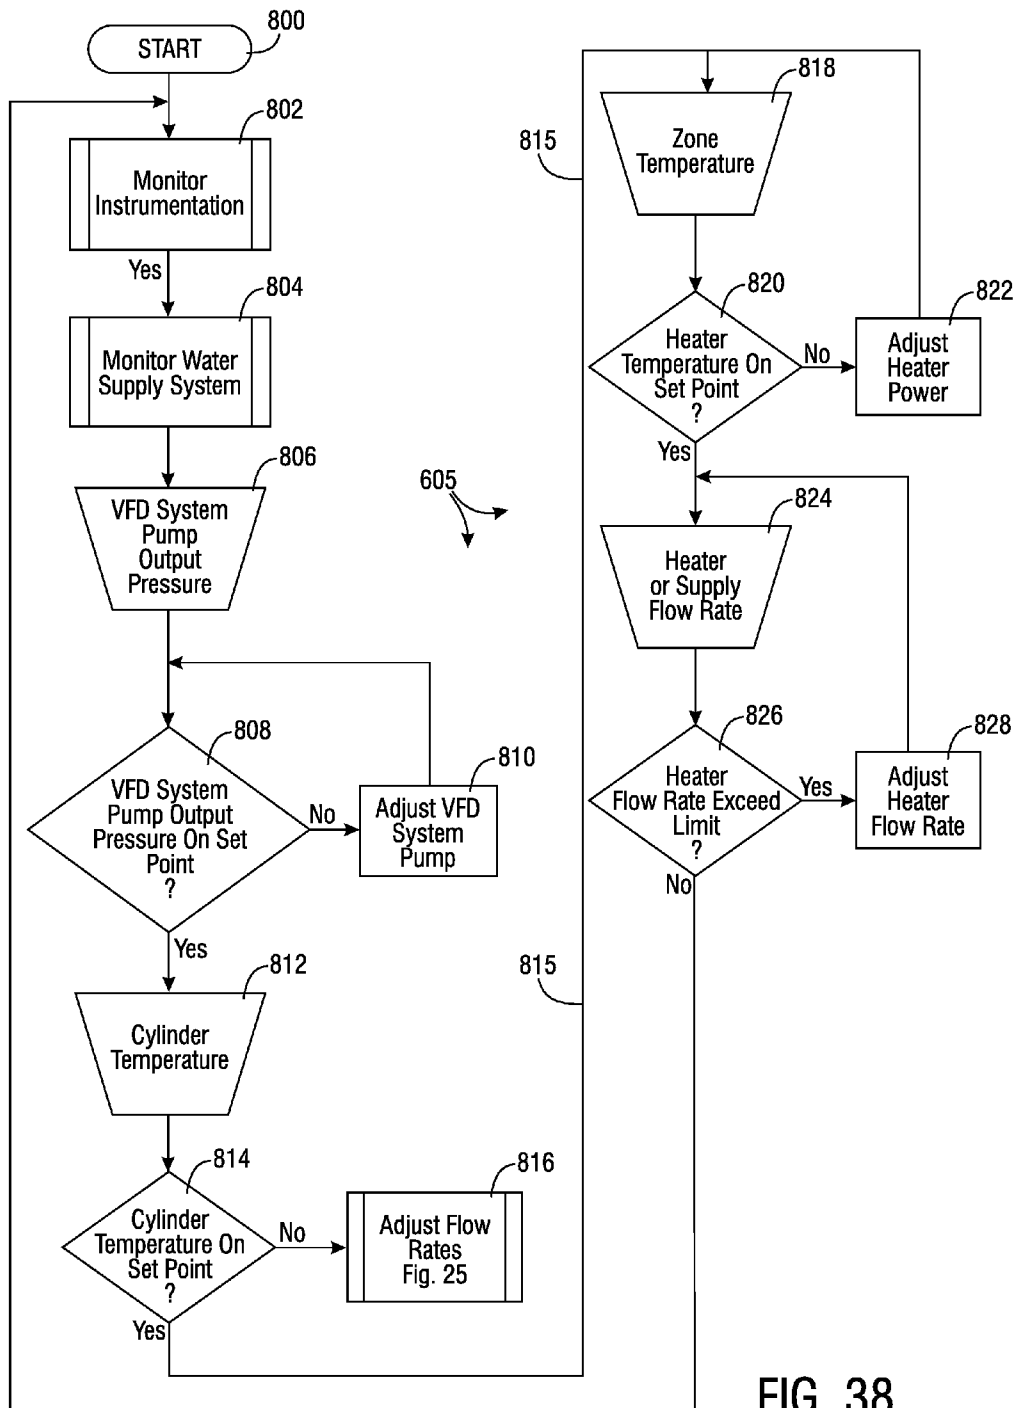 START
800
802
Monitor
Instrumentation
Yes
804
Monitor Water
Supply System
806
VFD System
Pump
Output
Pressure
808
VFD System
Pump Output
Pressure On Set
Point
?
No
810
Adjust VFD
System
Pump
Yes
812
Cylinder
Temperature
814
Cylinder
Temperature On
Set Point
?
No
816
Adjust Flow
Rates
Fig. 25
Yes
605
815
815
818
Zone
Temperature
820
Heater
Temperature On
Set Point
?
No
822
Adjust
Heater
Power
Yes
824
Heater
or Supply
Flow Rate
826
Heater
Flow Rate Exceed
Limit
?
Yes
828
Adjust
Heater
Flow Rate
No
FIG. 38